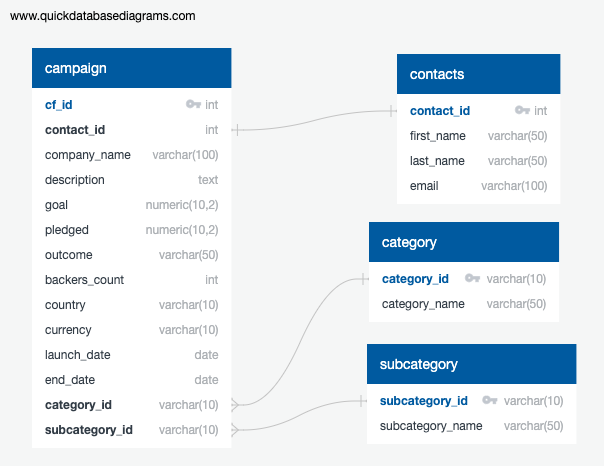 www.quickdatabasediagrams.com
campaign
cf_id int
contact_id int
company_name varchar(100)
description text
goal numeric(10,2)
pledged numeric(10,2)
outcome varchar(50)
backers_count int
country varchar(10)
currency varchar(10)
launch_date date
end_date date
category_id varchar(10)
subcategory_id varchar(10)
contacts
contact_id int
first_name varchar(50)
last_name varchar(50)
email varchar(100)
category
category_id varchar(10)
category_name varchar(50)
subcategory
subcategory_id varchar(10)
subcategory_name varchar(50)